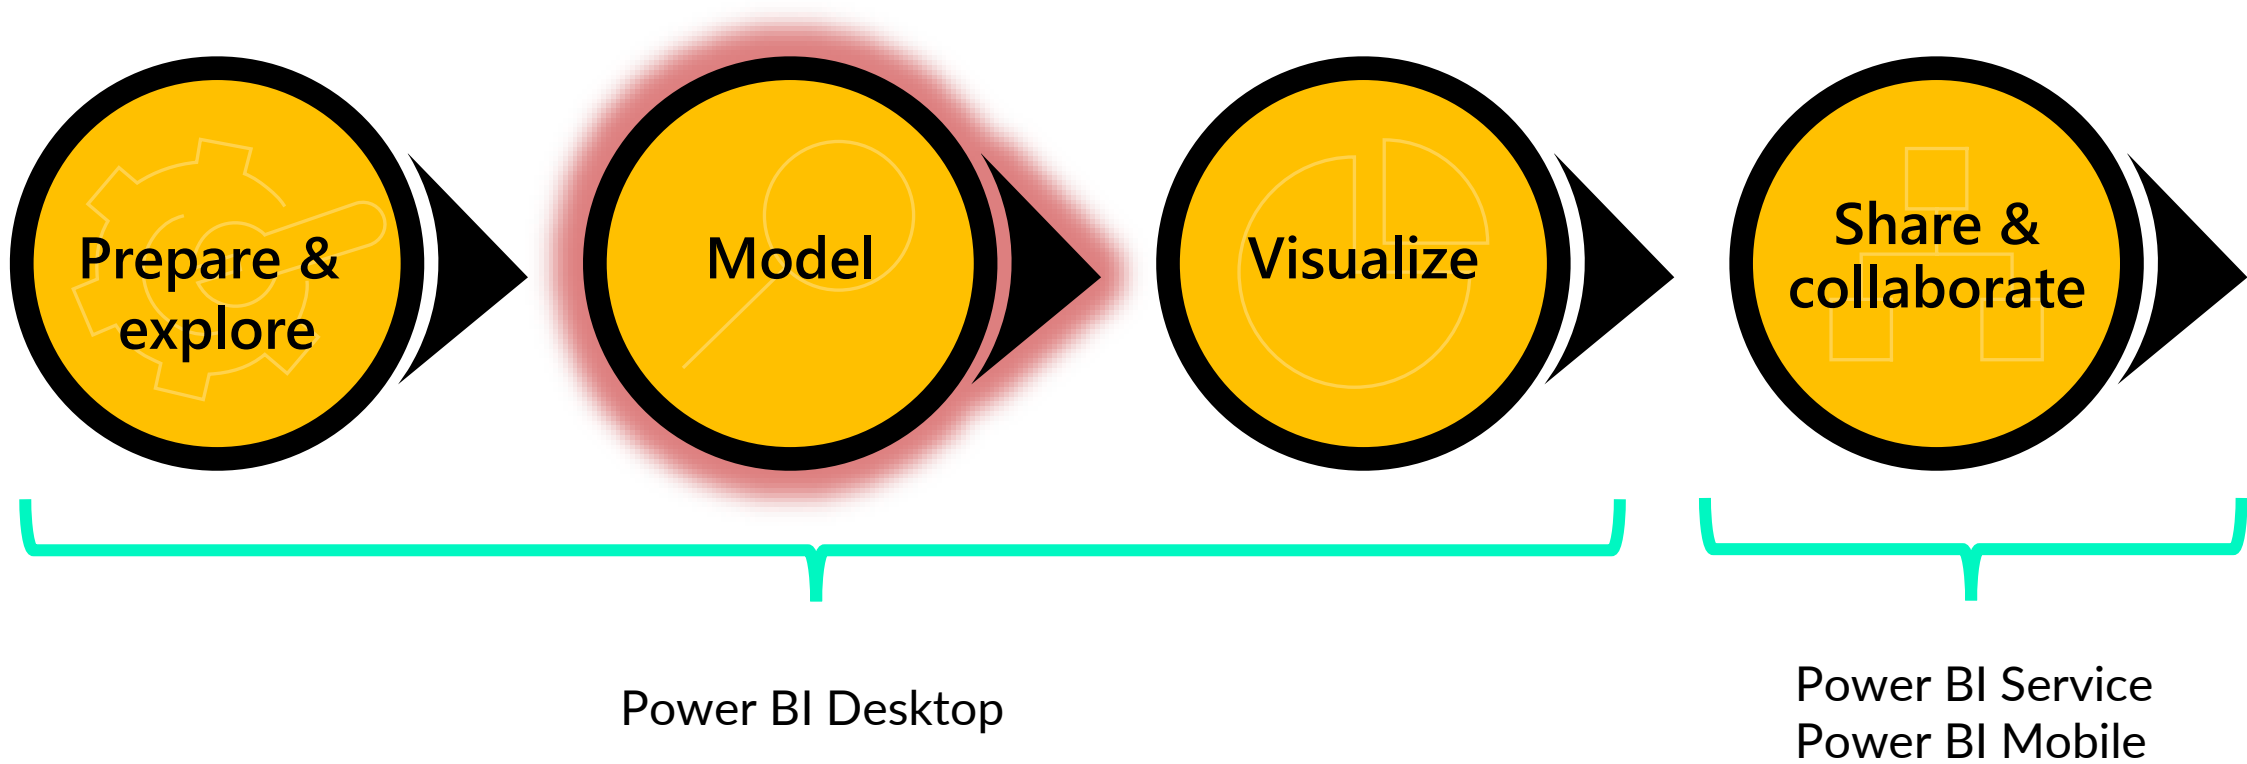 Prepare &
explore
Model
Visualize
Share &
collaborate
Power BI Desktop
Power BI Service
Power BI Mobile